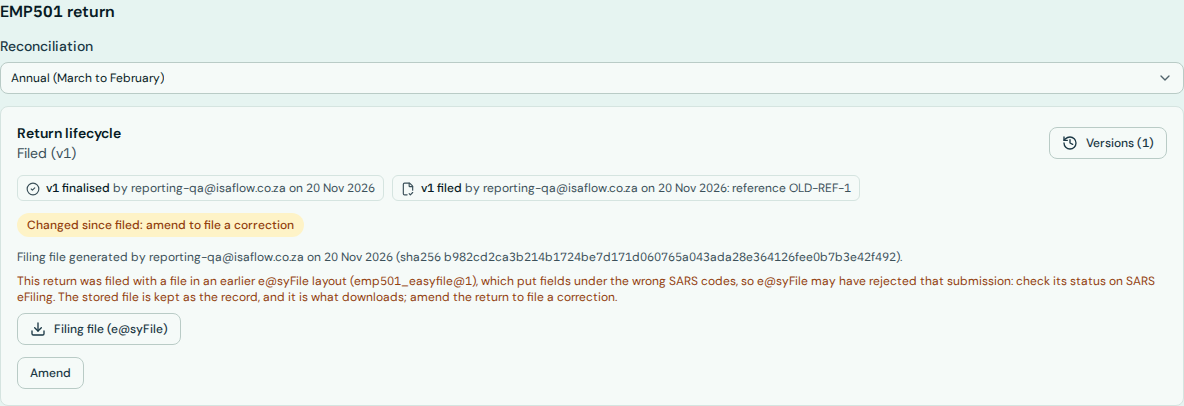 EMP501 return
Reconciliation
Annual (March to February)
Return lifecycle
Filed (v1)
Versions (1)
v1 finalised by reporting-qa@isaflow.co.za on 20 Nov 2026
v1 filed by reporting-qa@isaflow.co.za on 20 Nov 2026: reference OLD-REF-1
Changed since filed: amend to file a correction
Filing file generated by reporting-qa@isaflow.co.za on 20 Nov 2026 (sha256 b982cd2ca3b214b1724be7d171d060765a043ada28e364126fee0b7b3e42f492).
This return was filed with a file in an earlier e@syFile layout (emp501_easyfile@1), which put fields under the wrong SARS codes, so e@syFile may have rejected that submission: check its status on SARS
eFiling. The stored file is kept as the record, and it is what downloads; amend the return to file a correction.
Filing file (e@syFile)
Amend